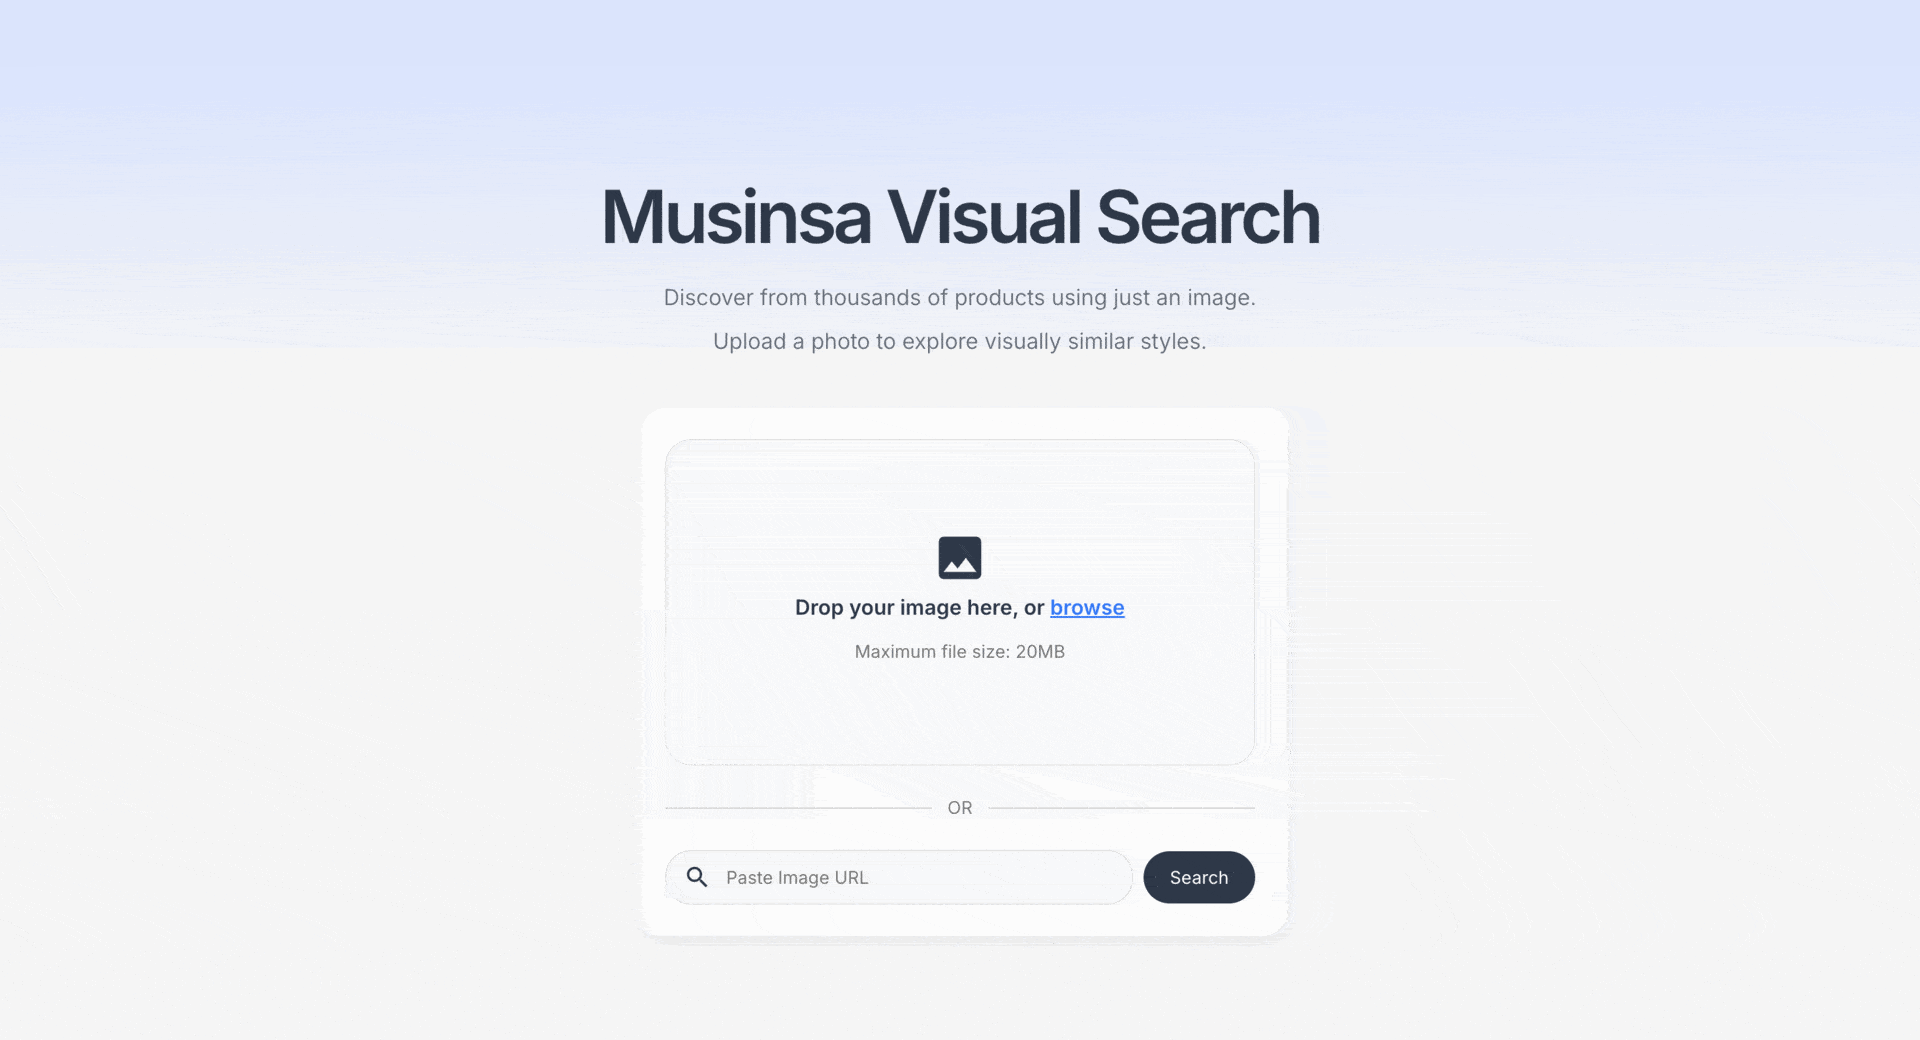 Musinsa Visual Search
Discover from thousands of products using just an image.
Upload a photo to explore visually similar styles.
Drop your image here, or browse
Maximum file size: 20MB
OR
Paste Image URL
Search